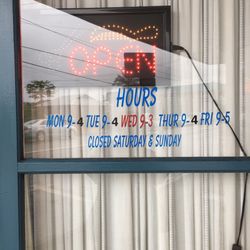 OPEN
HOURS
MON 9-4 TUE 9-4 WED 9-3 THUR 9-4 FRI 9-5
CLOSED SATURDAY & SUNDAY